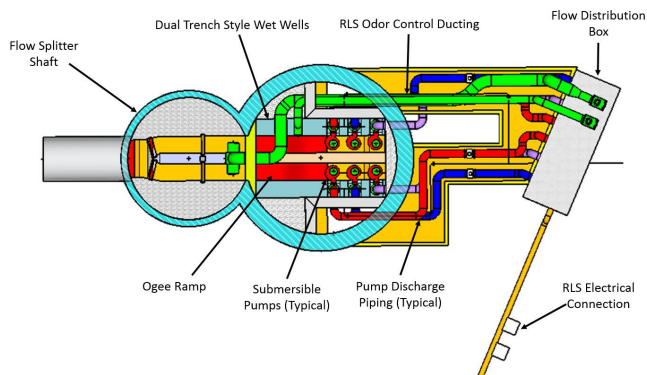 Dual Trench Style Wet Wells
RLS Odor Control Ducting
Flow Distribution
Box
Flow Splitter
Shaft
Ogee Ramp
Submersible
Pumps (Typical)
Pump Discharge
Piping (Typical)
RLS Electrical
Connection